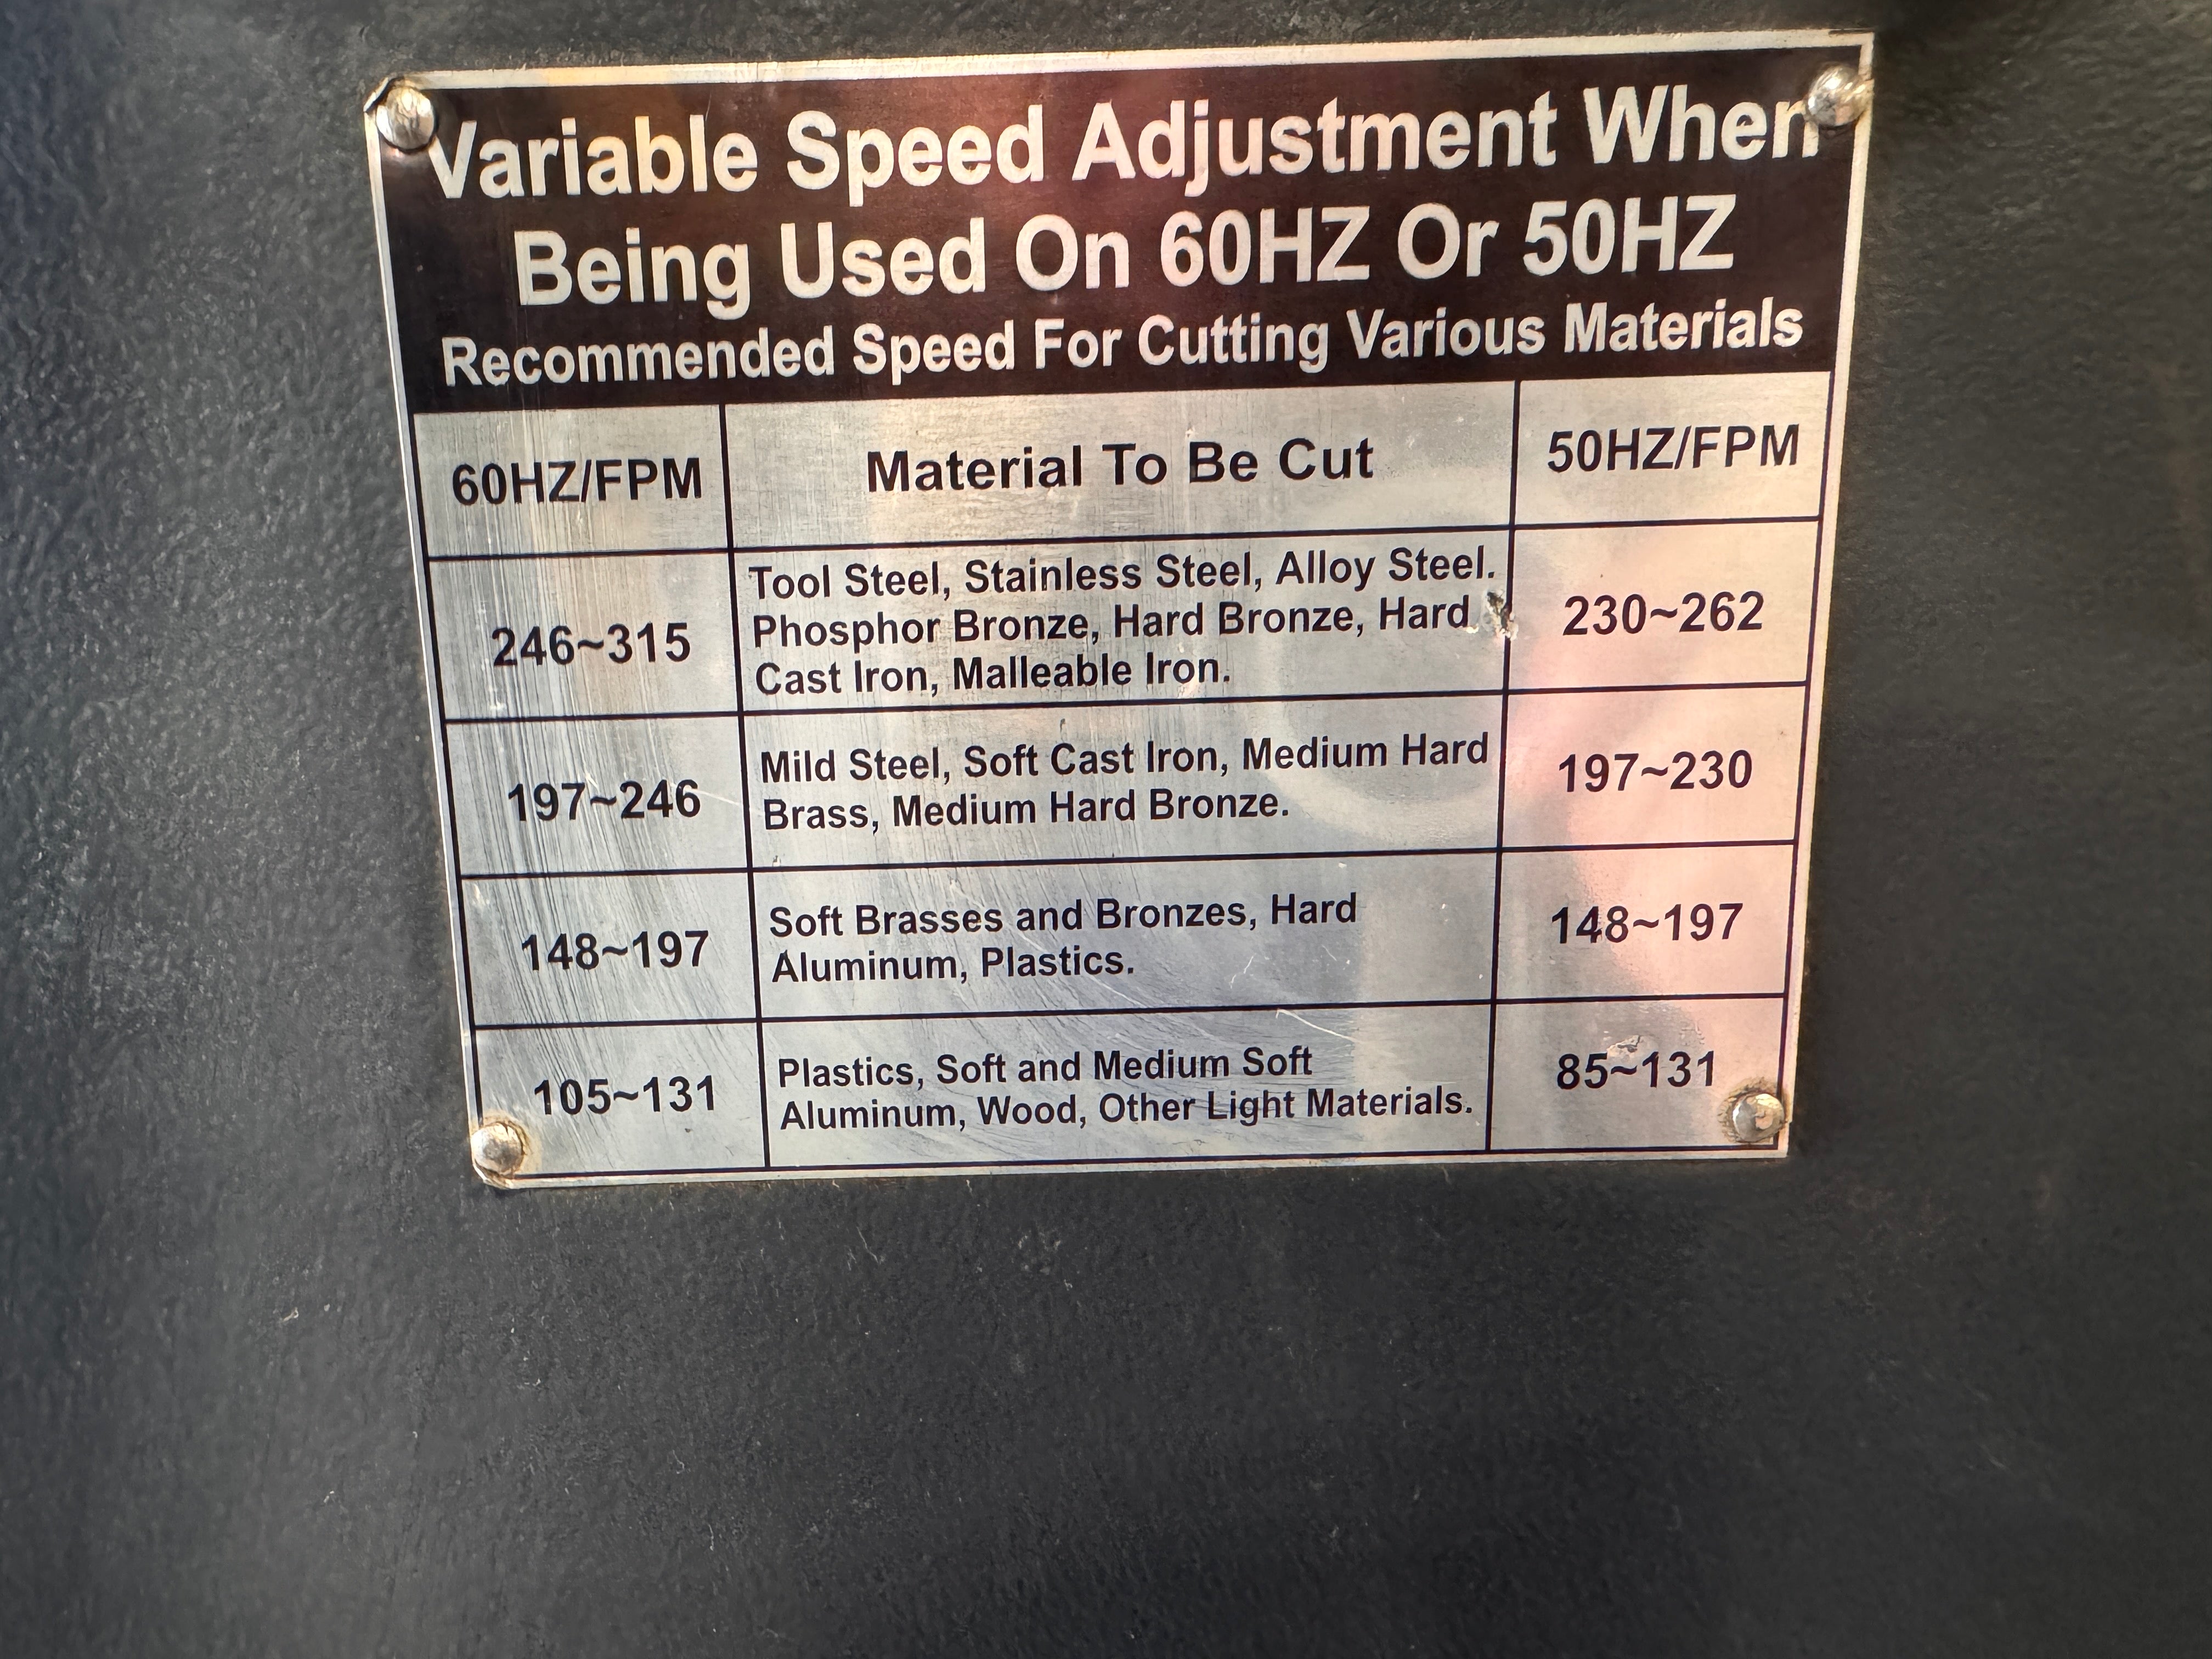 Variable Speed Adjustment When
Being Used On 60HZ Or 50HZ
Recommended Speed For Cutting Various Materials
60HZ/FPM Material To Be Cut 50HZ/FPM
246~315
Tool Steel, Stainless Steel, Alloy Steel.
Phosphor Bronze, Hard Bronze, Hard
Cast Iron, Malleable Iron.
230~262
197~246
Mild Steel, Soft Cast Iron, Medium Hard
Brass, Medium Hard Bronze.
197~230
148~197
Soft Brasses and Bronzes, Hard
Aluminum, Plastics.
148~197
105~131
Plastics, Soft and Medium Soft
Aluminum, Wood, Other Light Materials.
85~131